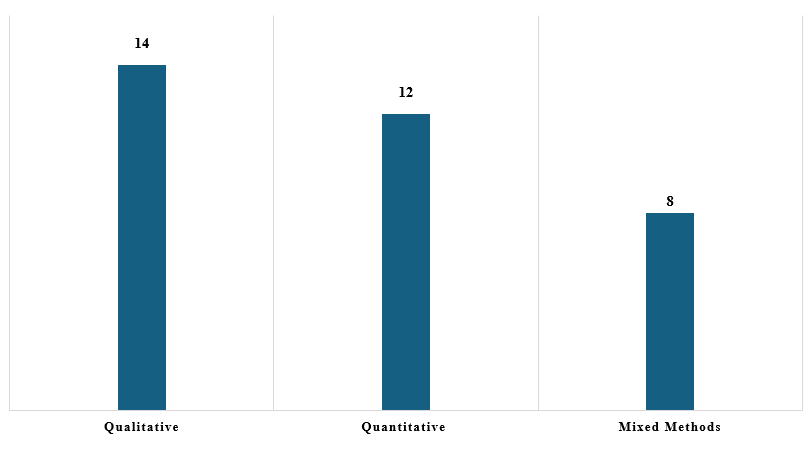 14
12
8
Qualitative
Quantitative
Mixed Methods